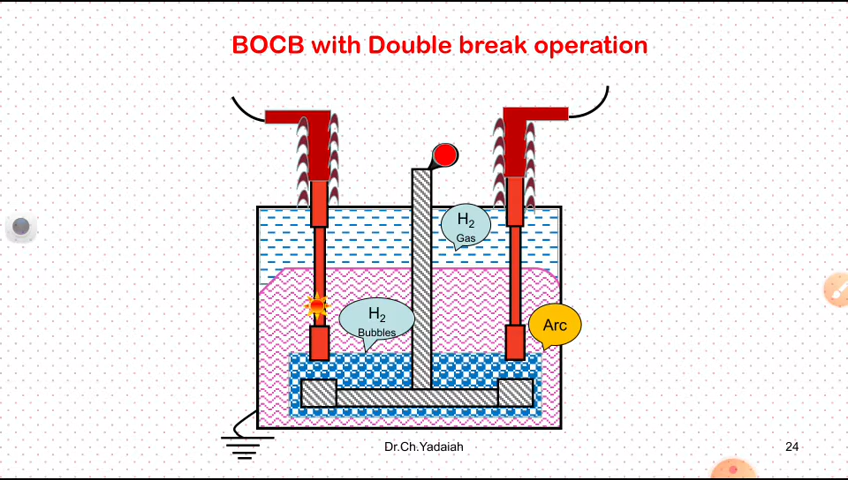 BOCB with Double break operation
H₂
Gas
H₂
Bubbles
Arc
Dr.Ch.Yadaiah
24